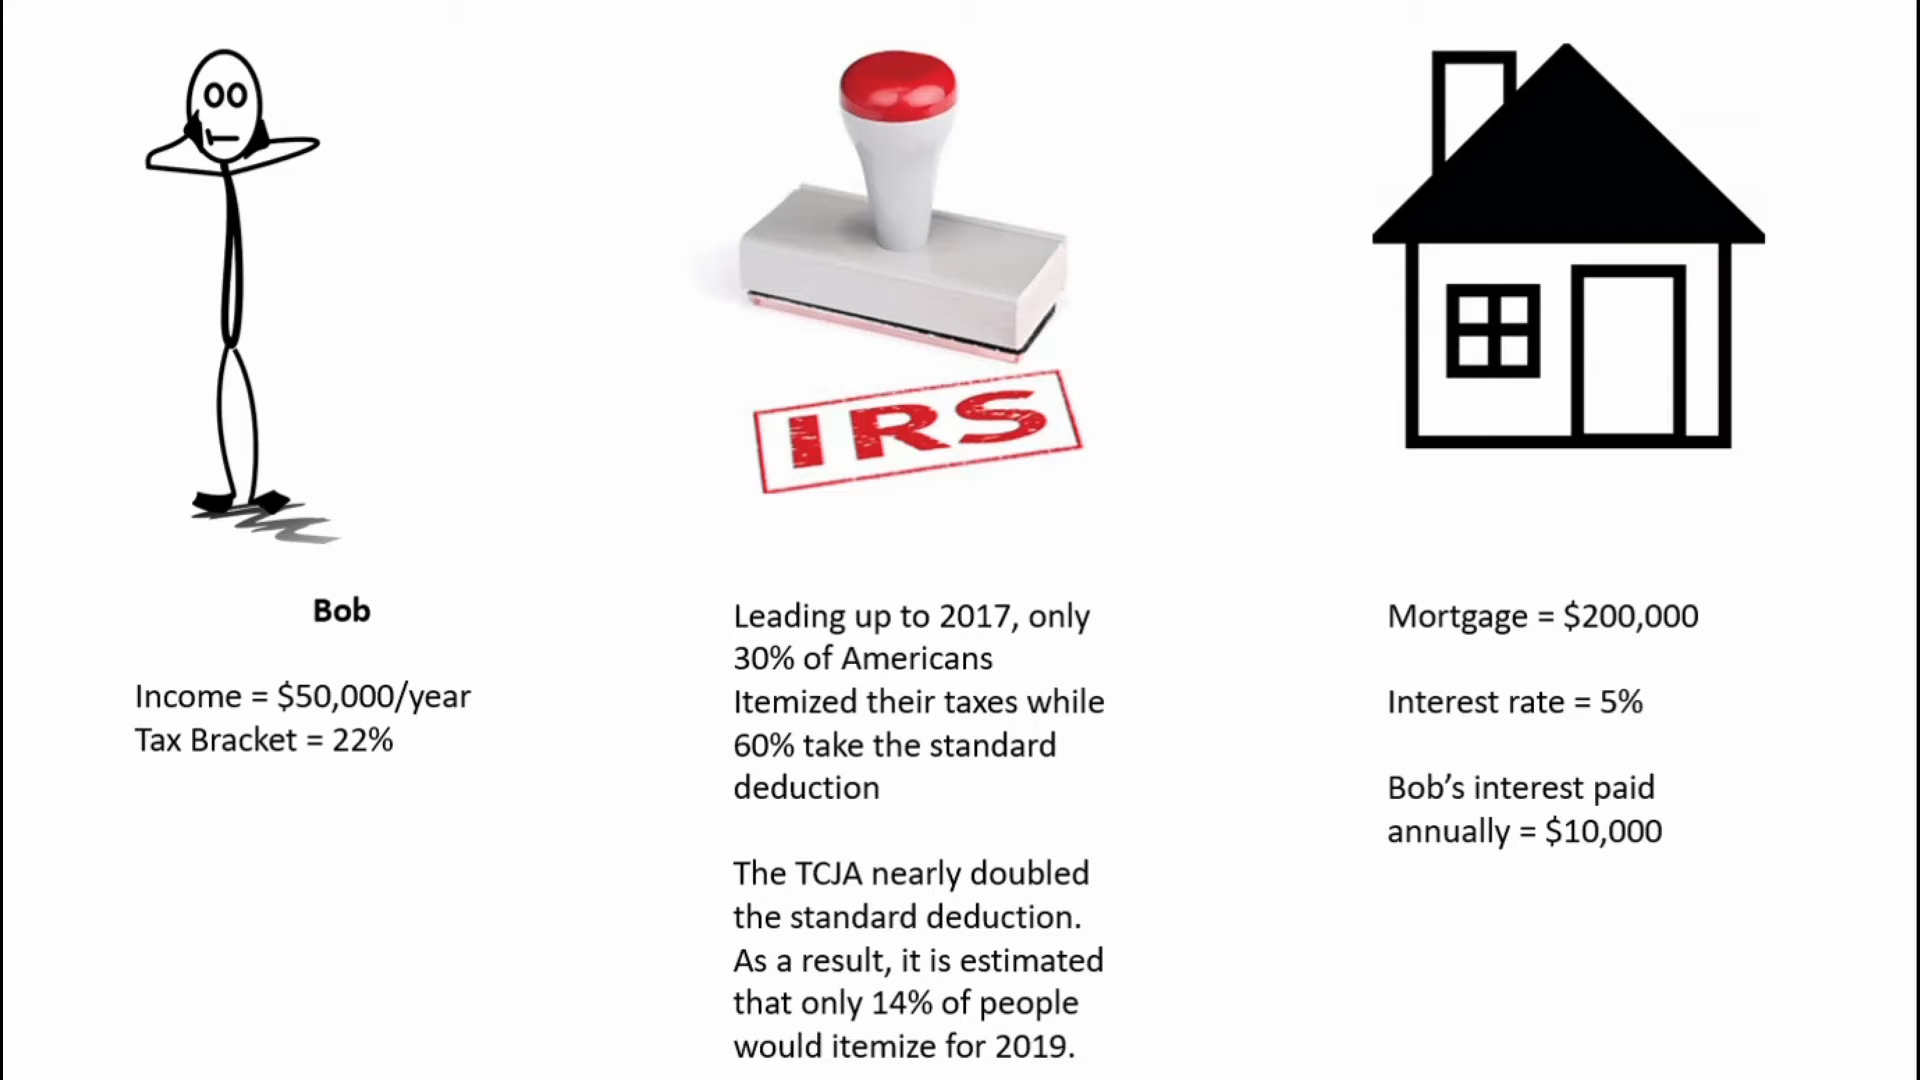 IRS
Bob
Income = $50,000/year
Tax Bracket = 22%
Leading up to 2017, only
30% of Americans
Itemized their taxes while
60% take the standard
deduction
The TCJA nearly doubled
the standard deduction.
As a result, it is estimated
that only 14% of people
would itemize for 2019.
Mortgage = $200,000
Interest rate = 5%
Bob’s interest paid
annually = $10,000